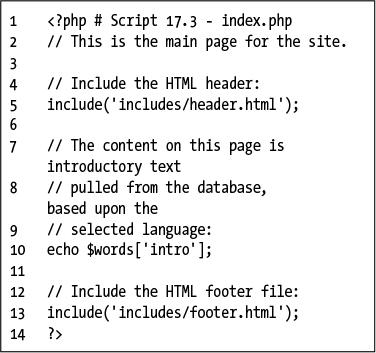 1 <?php # Script 17.3 - index.php
2 // This is the main page for the site.
3
4 // Include the HTML header:
5 include('includes/header.html');
6
7 // The content on this page is
introductory text
8 // pulled from the database,
based upon the
9 // selected language:
10 echo $words['intro'];
11
12 // Include the HTML footer file:
13 include('includes/footer.html');
14 ?>